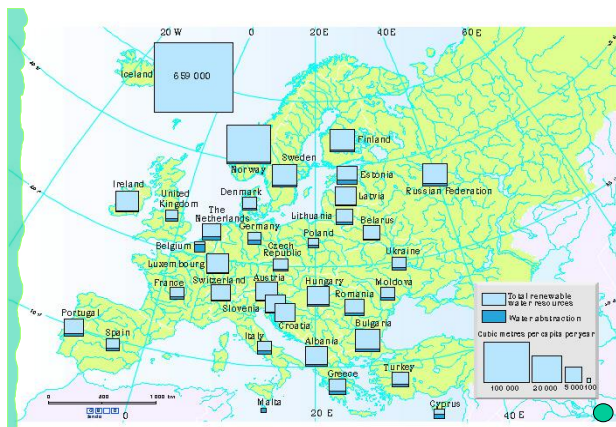 20 W
0
20 E
40 E
60 E
Iceland
659 000
Norway
Sweden
Finland
Estonia
Latvia
Russian Federation
Ireland
United
Kingdom
Denmark
The
Netherlands
Lithuania
Belarus
Germany
Poland
Belgium
Czech
Republic
Ukraine
Luxembourg
Austria
Hungary
Moldova
France
Switzerland
Romania
Slovenia
Croatia
Portugal
Spain
Italy
Bulgaria
Albania
Greece
Turkey
Malta
Cyprus
Total renewable
water resources
Water abstraction
Cubic metres per capita per year
100 000
20 000
5 000
100
0
1 000 km
0
20 E
40 E